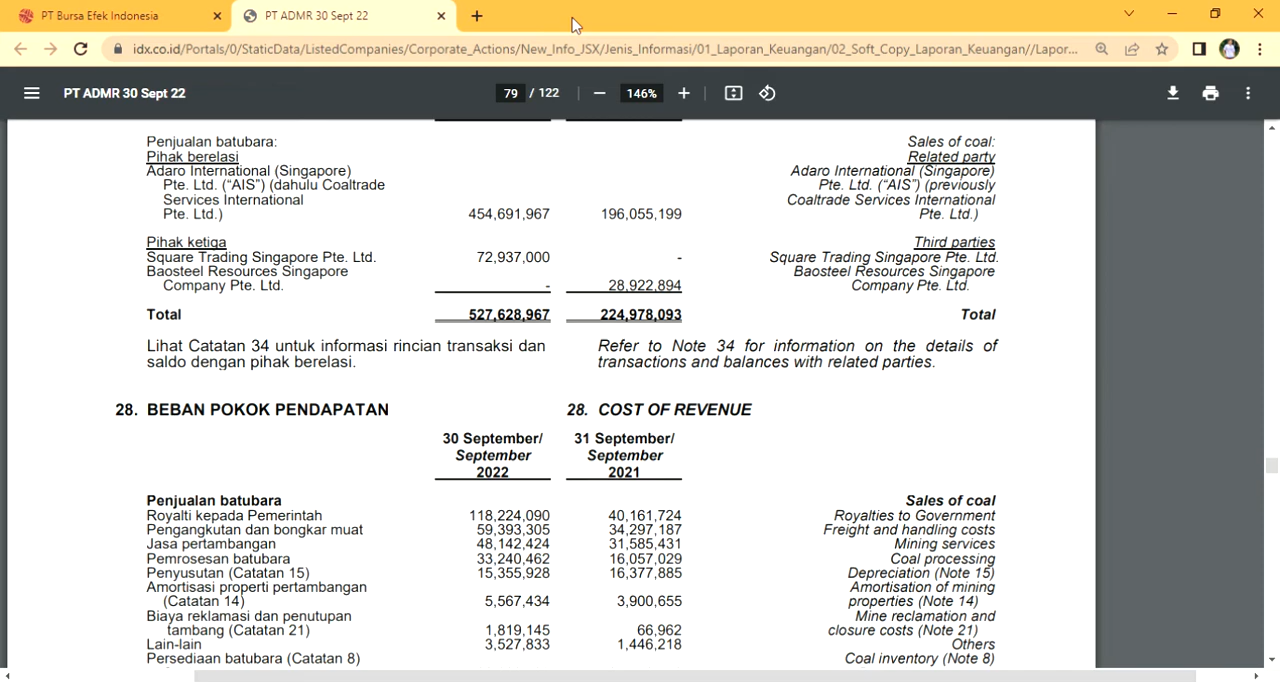 PT Bursa Efek Indonesia
PT ADMR 30 Sept 22
idx.co.id/Portals/0/StaticData/ListedCompanies/Corporate_Actions/New_Info_JSX/Jenis_Informasi/01_Laporan_Keuangan/02_Soft_Copy_Laporan_Keuangan//Lapor...
PT ADMR 30 Sept 22 79 / 122 146%
Penjualan batubara: Sales of coal:
Pihak berelasi Related party
Adaro International (Singapore) Adaro International (Singapore)
Pte. Ltd. (“AIS”) (dahulu Coaltrade Pte. Ltd. (“AIS”) (previously
Services International Coaltrade Services International
Pte. Ltd.) 454,691,967 196,055,199 Pte. Ltd.)
Pihak ketiga Third parties
Square Trading Singapore Pte. Ltd. 72,937,000 - Square Trading Singapore Pte. Ltd.
Baosteel Resources Singapore Baosteel Resources Singapore
Company Pte. Ltd. - 28,922,894 Company Pte. Ltd.
Total 527,628,967 224,978,093 Total
Lihat Catatan 34 untuk informasi rincian transaksi dan
saldo dengan pihak berelasi.
Refer to Note 34 for information on the details of
transactions and balances with related parties.
28. BEBAN POKOK PENDAPATAN 28. COST OF REVENUE
30 September/ 31 September/
September September
2022 2021
Penjualan batubara Sales of coal
Royalti kepada Pemerintah 118,224,090 40,161,724 Royalties to Government
Pengangkutan dan bongkar muat 59,393,305 34,297,187 Freight and handling costs
Jasa pertambangan 48,142,424 31,585,431 Mining services
Pemrosesan batubara 33,240,462 16,057,029 Coal processing
Penyusutan (Catatan 15) 15,355,928 16,377,885 Depreciation (Note 15)
Amortisasi properti pertambangan Amortisation of mining
(Catatan 14) 5,567,434 3,900,655 properties (Note 14)
Biaya reklamasi dan penutupan Mine reclamation and
tambang (Catatan 21) 1,819,145 66,962 closure costs (Note 21)
Lain-lain 3,527,833 1,446,218 Others
Persediaan batubara (Catatan 8) Coal inventory (Note 8)